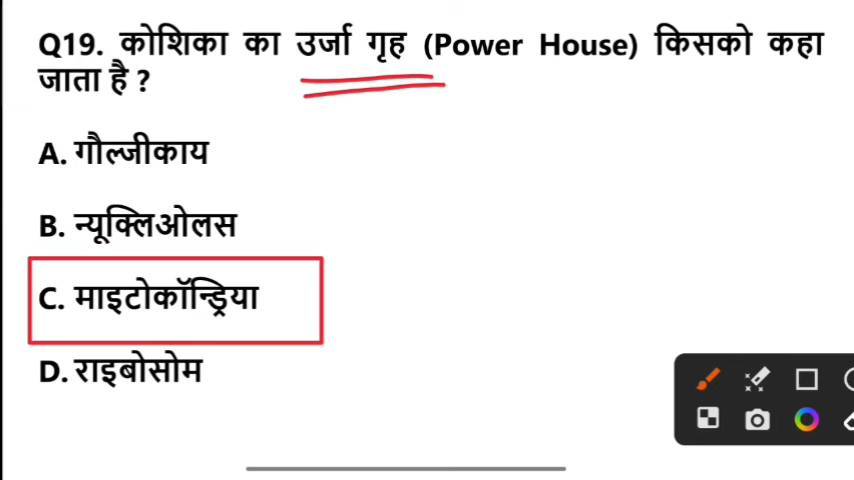 Q19. कोशिका का उर्जा गृह (Power House) किसको कहा
जाता है ?
A. गौल्जीकाय
B. न्यूक्लिओलस
C. माइटोकॉन्ड्रिया
D. राइबोसोम